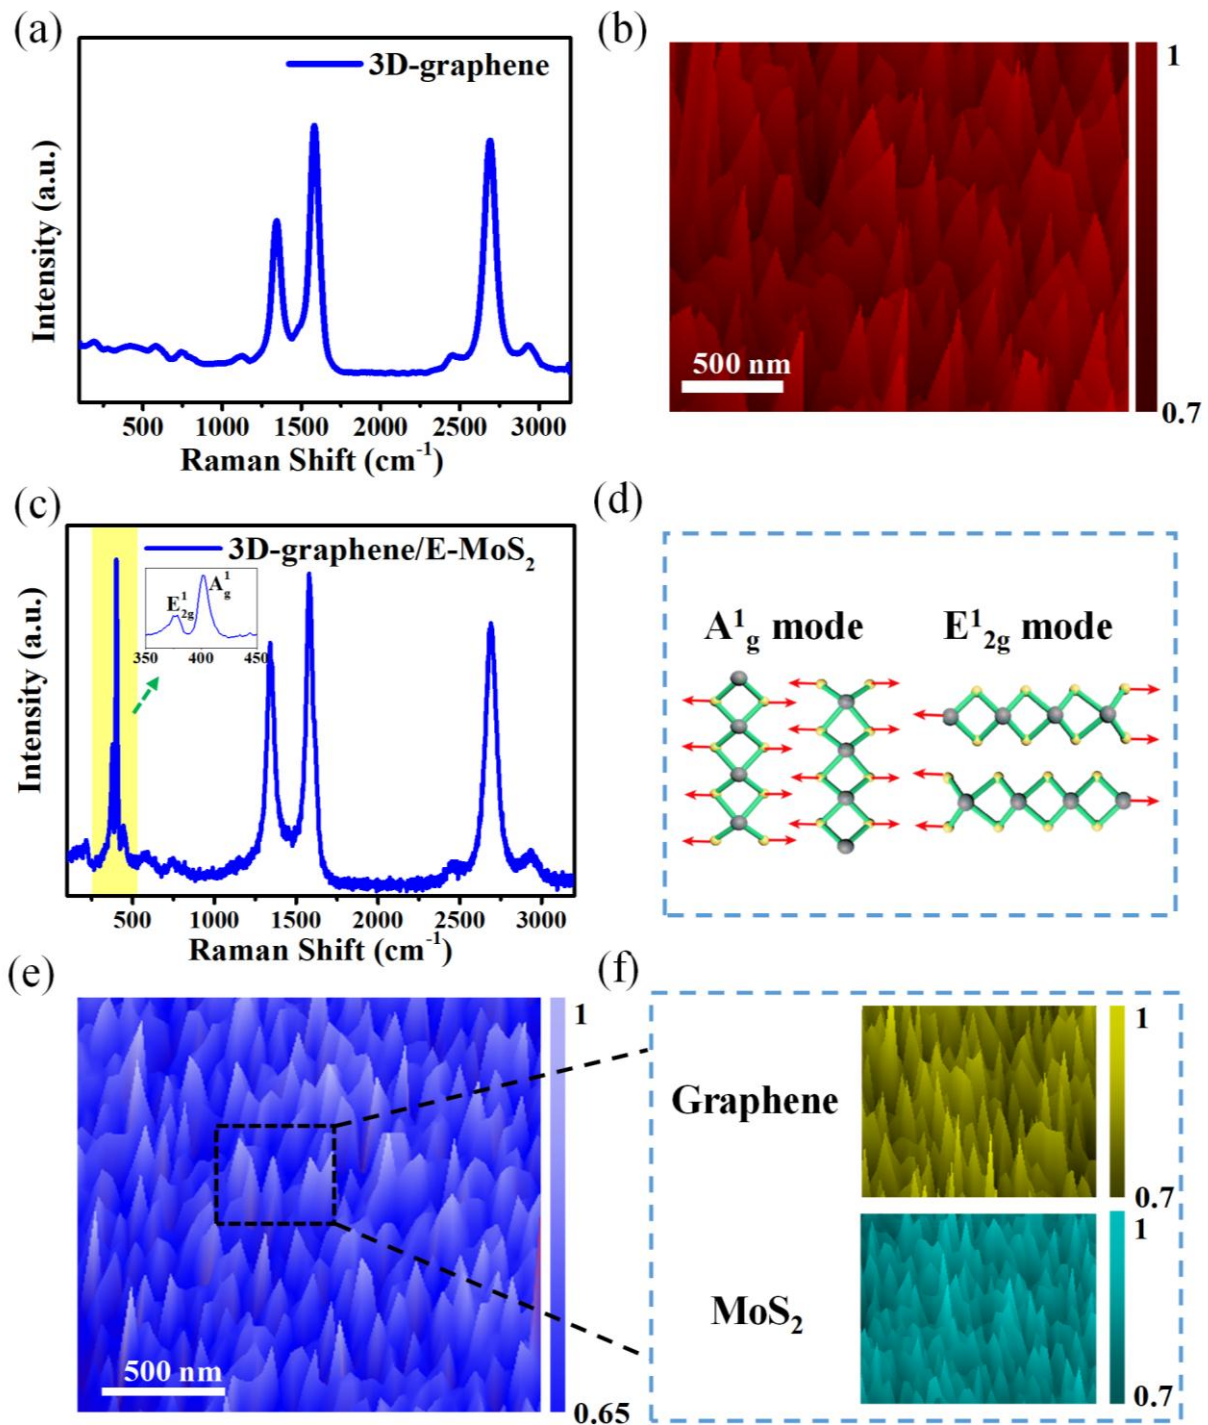 (a)
3D-graphene
Intensity (a.u.)
500 1000 1500 2000 2500 3000
Raman Shift (cm⁻¹)
(b)
1
500 nm
0.7
(c)
3D-graphene/E-MoS₂
E¹₂g
A¹g
350 400 450
Intensity (a.u.)
500 1000 1500 2000 2500 3000
Raman Shift (cm⁻¹)
(d)
A¹g mode
E¹₂g mode
(e)
1
500 nm
0.65
(f)
Graphene
1
0.7
MoS₂
1
0.7